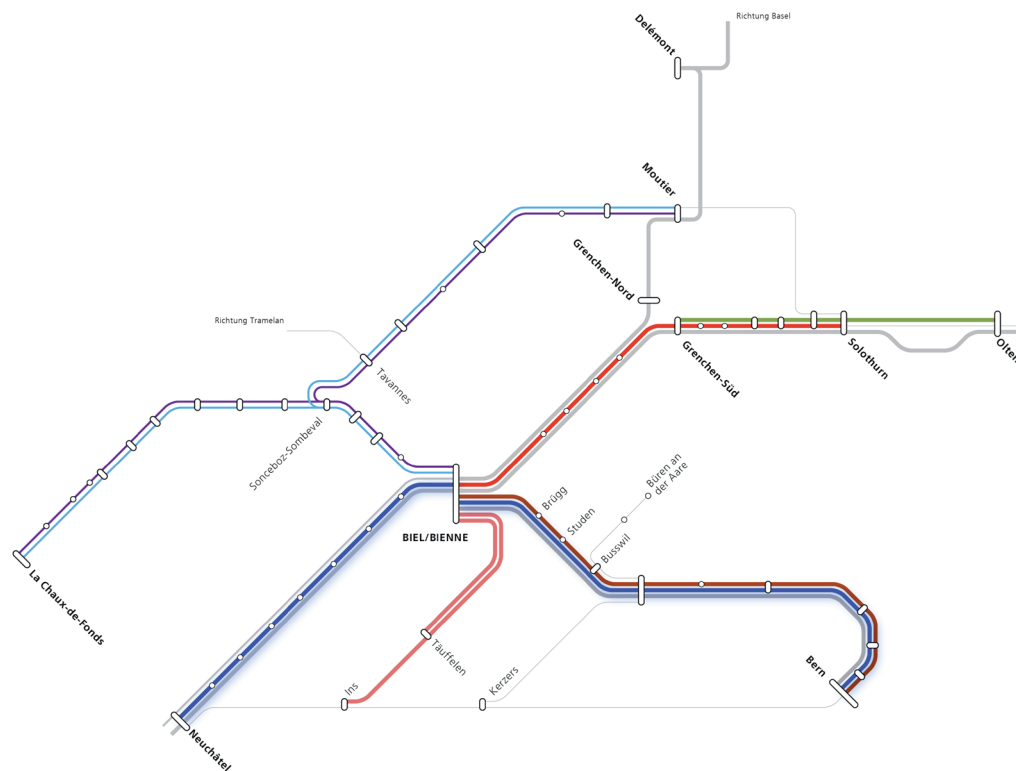 Richtung Basel
Delémont
Moutier
Grenchen-Nord
Richtung Tramelan
Tavannes
Grenchen-Süd
Solothurn
Olten
Sonceboz-Sombeval
Büren an
der Aare
Brügg
Studen
Busswil
BIEL/BIENNE
La Chaux-de-Fonds
Täuffelen
Ins
Kerzers
Bern
Neuchâtel